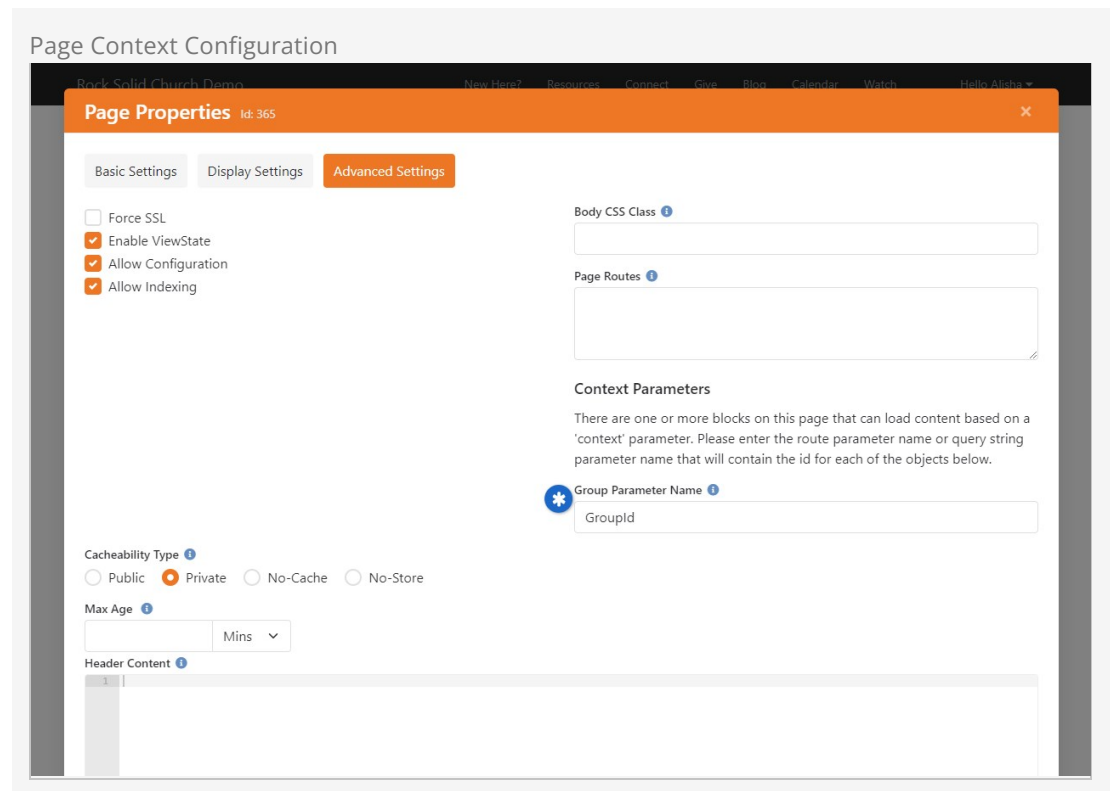 Page Context Configuration
Rock Solid Church Demo New Here? Resources Connect Give Blog Calendar Watch Hello Alisha
Page Properties Id: 365
Basic Settings Display Settings Advanced Settings
Force SSL
Enable ViewState
Allow Configuration
Allow Indexing
Body CSS Class
Page Routes
Context Parameters
There are one or more blocks on this page that can load content based on a
'context' parameter. Please enter the route parameter name or query string
parameter name that will contain the id for each of the objects below.
Group Parameter Name
GroupId
Cacheability Type
Public Private No-Cache No-Store
Max Age
Mins
Header Content
1